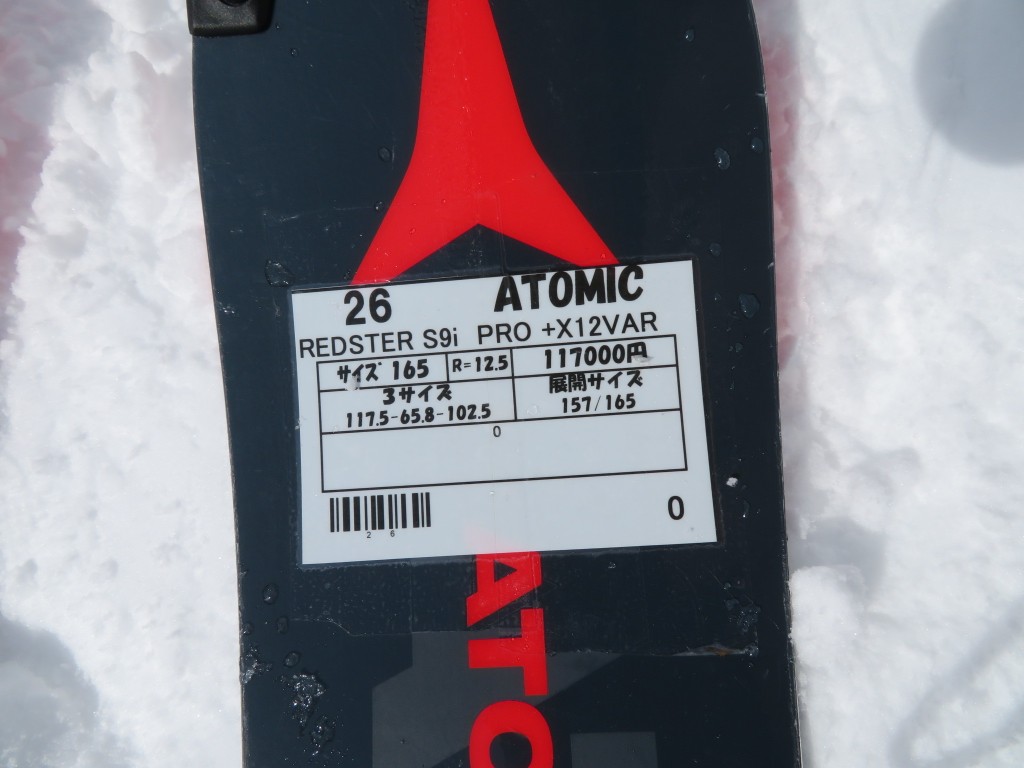 26 ATOMIC
REDSTER S9i PRO +X12VAR
サイズ 165 R=12.5 117000円
3サイズ 展開サイズ
117.5-65.8-102.5 157/165
0
26
0
ATO